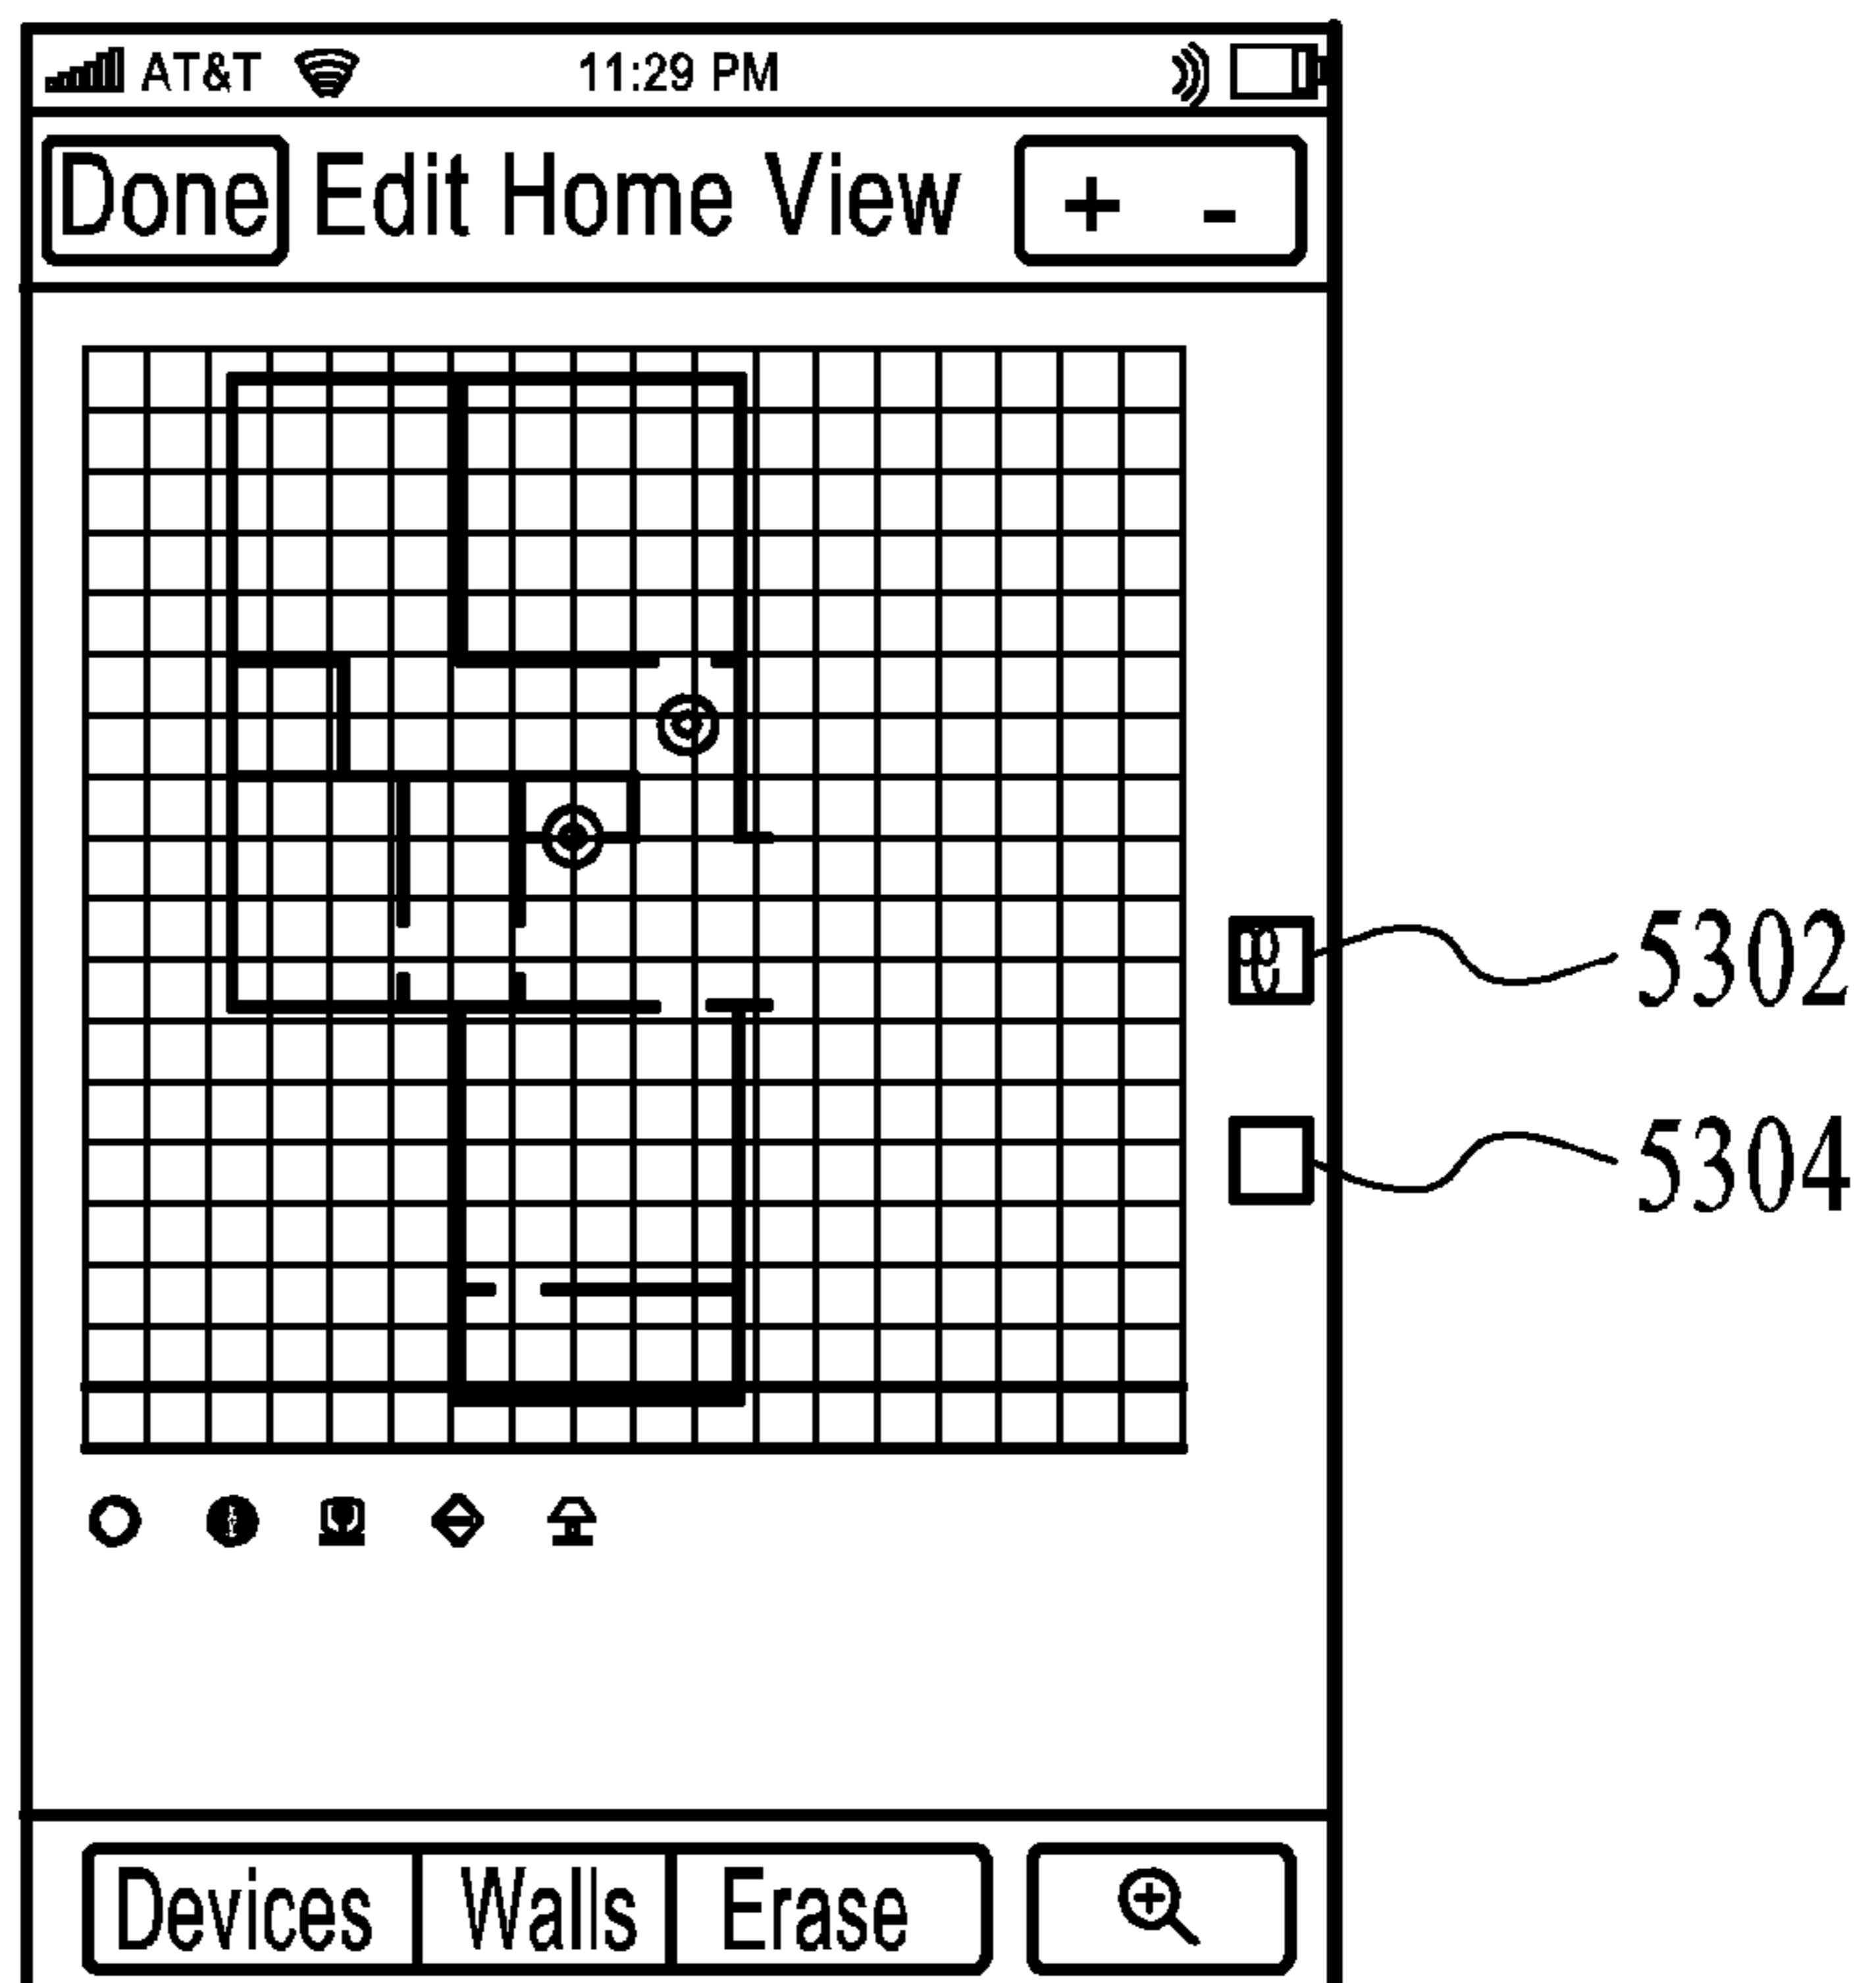 AT&T 11:29 PM
Done Edit Home View + -
5302
5304
Devices Walls Erase